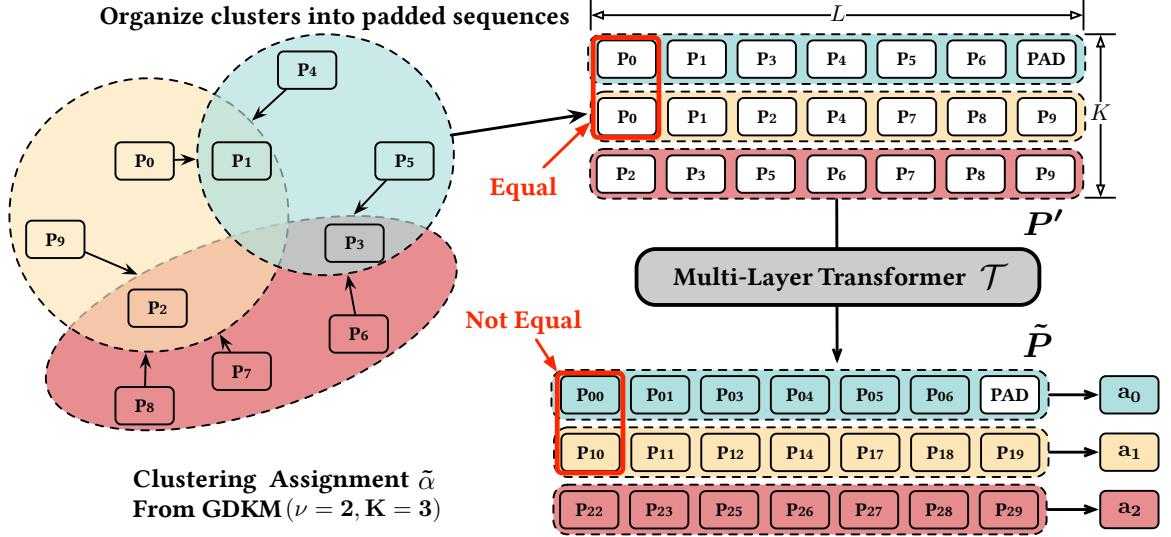 Organize clusters into padded sequences
P4
P0
P1
P5
P9
P3
P2
P6
P7
P8
Clustering Assignment α̃
From GDKM(ν = 2, K = 3)
L
P0 P1 P3 P4 P5 P6 PAD
P0 P1 P2 P4 P7 P8 P9
K
Equal
P2 P3 P5 P6 P7 P8 P9
P′
Multi-Layer Transformer 𝒯
Not Equal
P̃
P00 P01 P03 P04 P05 P06 PAD a0
P10 P11 P12 P14 P17 P18 P19 a1
P22 P23 P25 P26 P27 P28 P29 a2